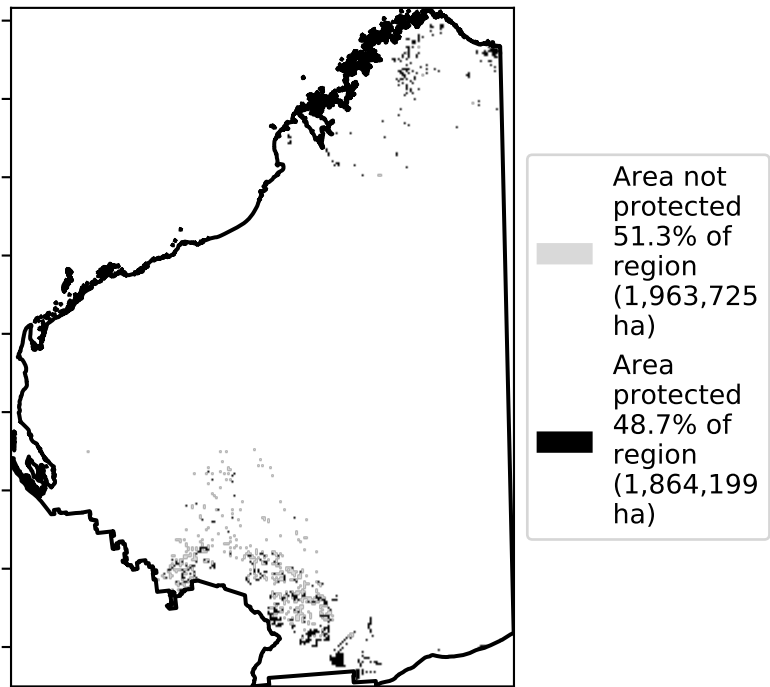 Area not
protected
51.3% of
region
(1,963,725
ha)
Area
protected
48.7% of
region
(1,864,199
ha)